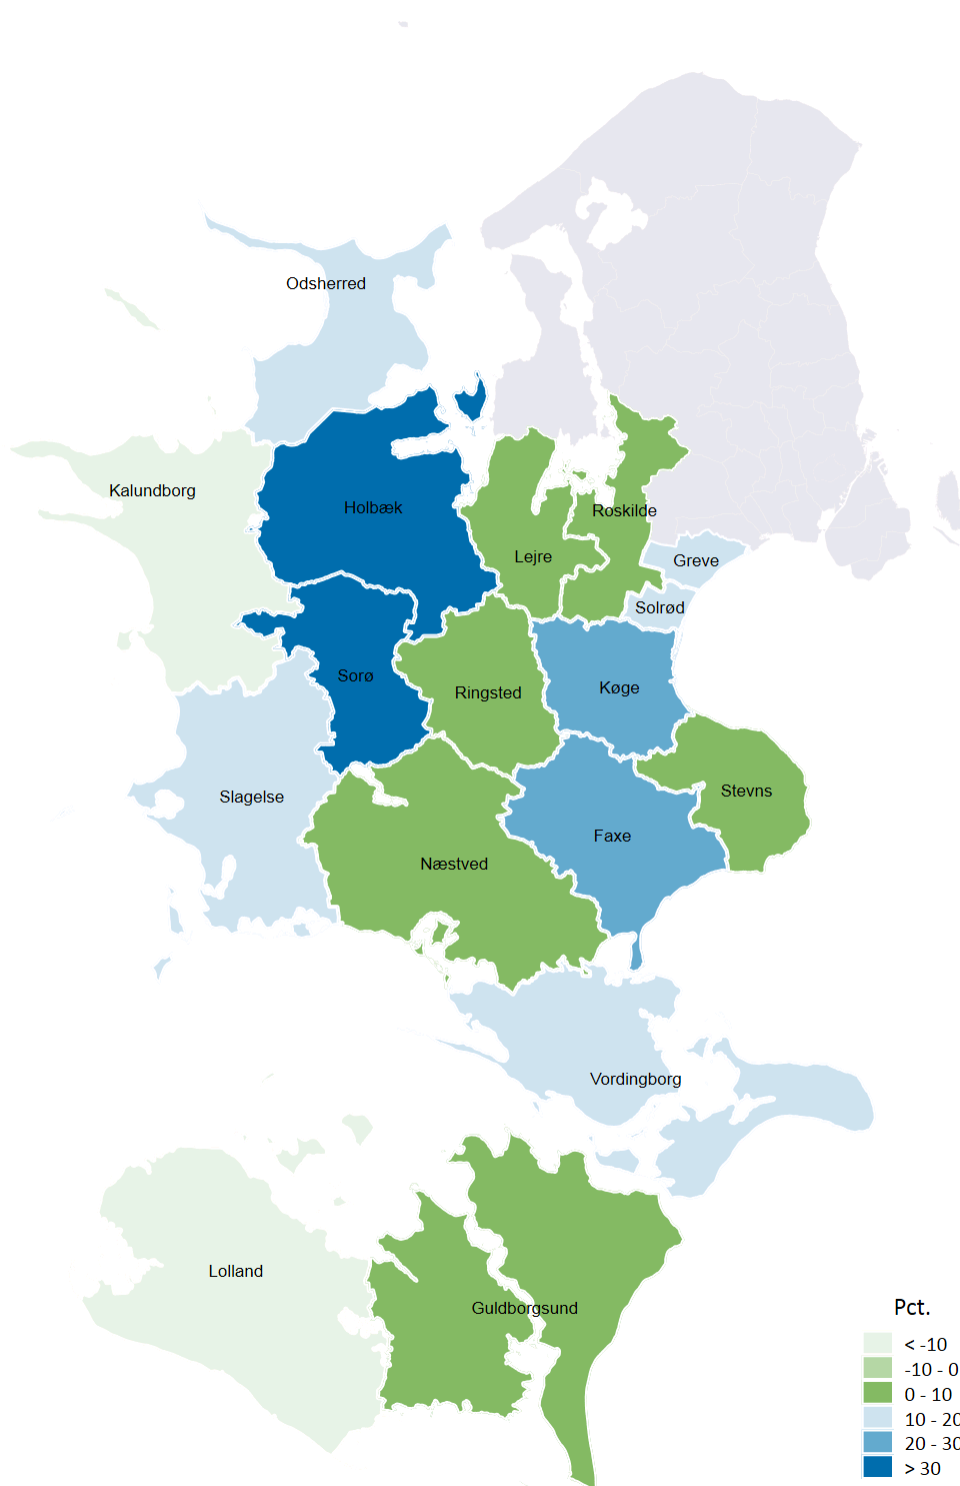 Odsherred
Kalundborg
Holbæk
Roskilde
Lejre
Greve
Solrød
Sorø
Ringsted
Køge
Slagelse
Stevns
Faxe
Næstved
Vordingborg
Lolland
Guldborgsund
Pct.
< -10
-10 - 0
0 - 10
10 - 20
20 - 30
> 30